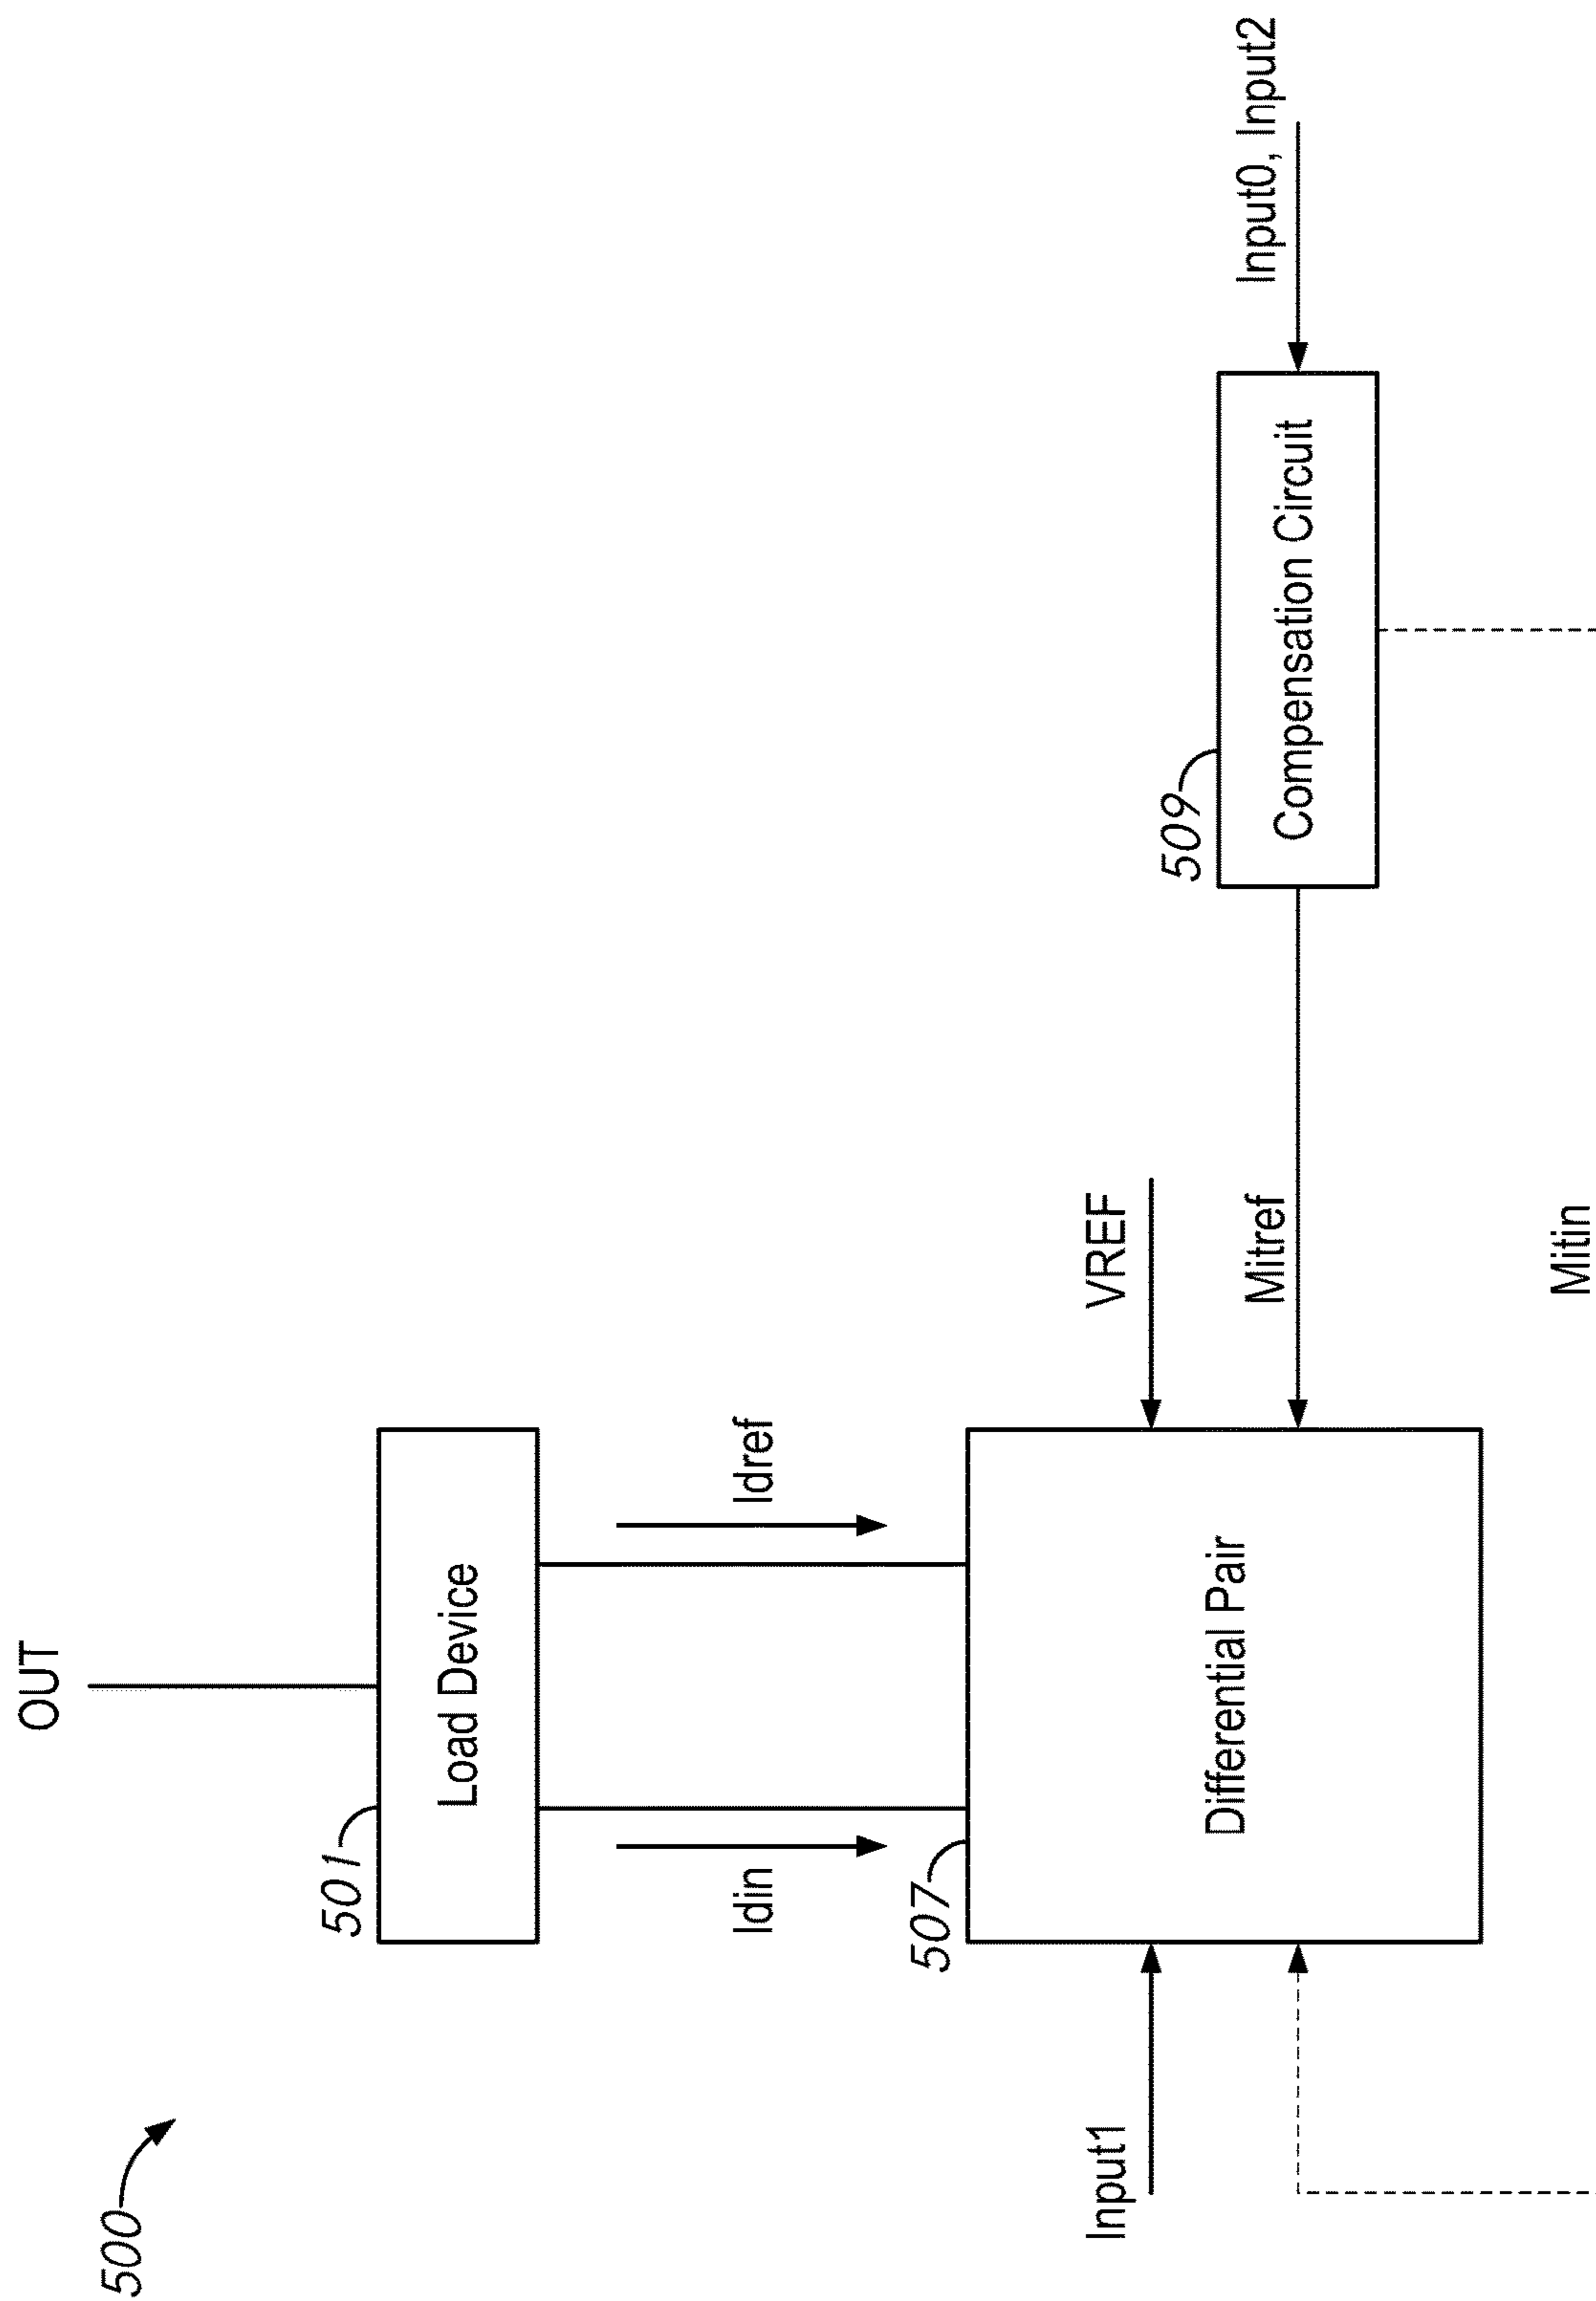 500
OUT
501
Load Device
Idin
Idref
507
Differential Pair
Input1
VREF
Mitref
509
Compensation Circuit
Input0, Input2
Mitin